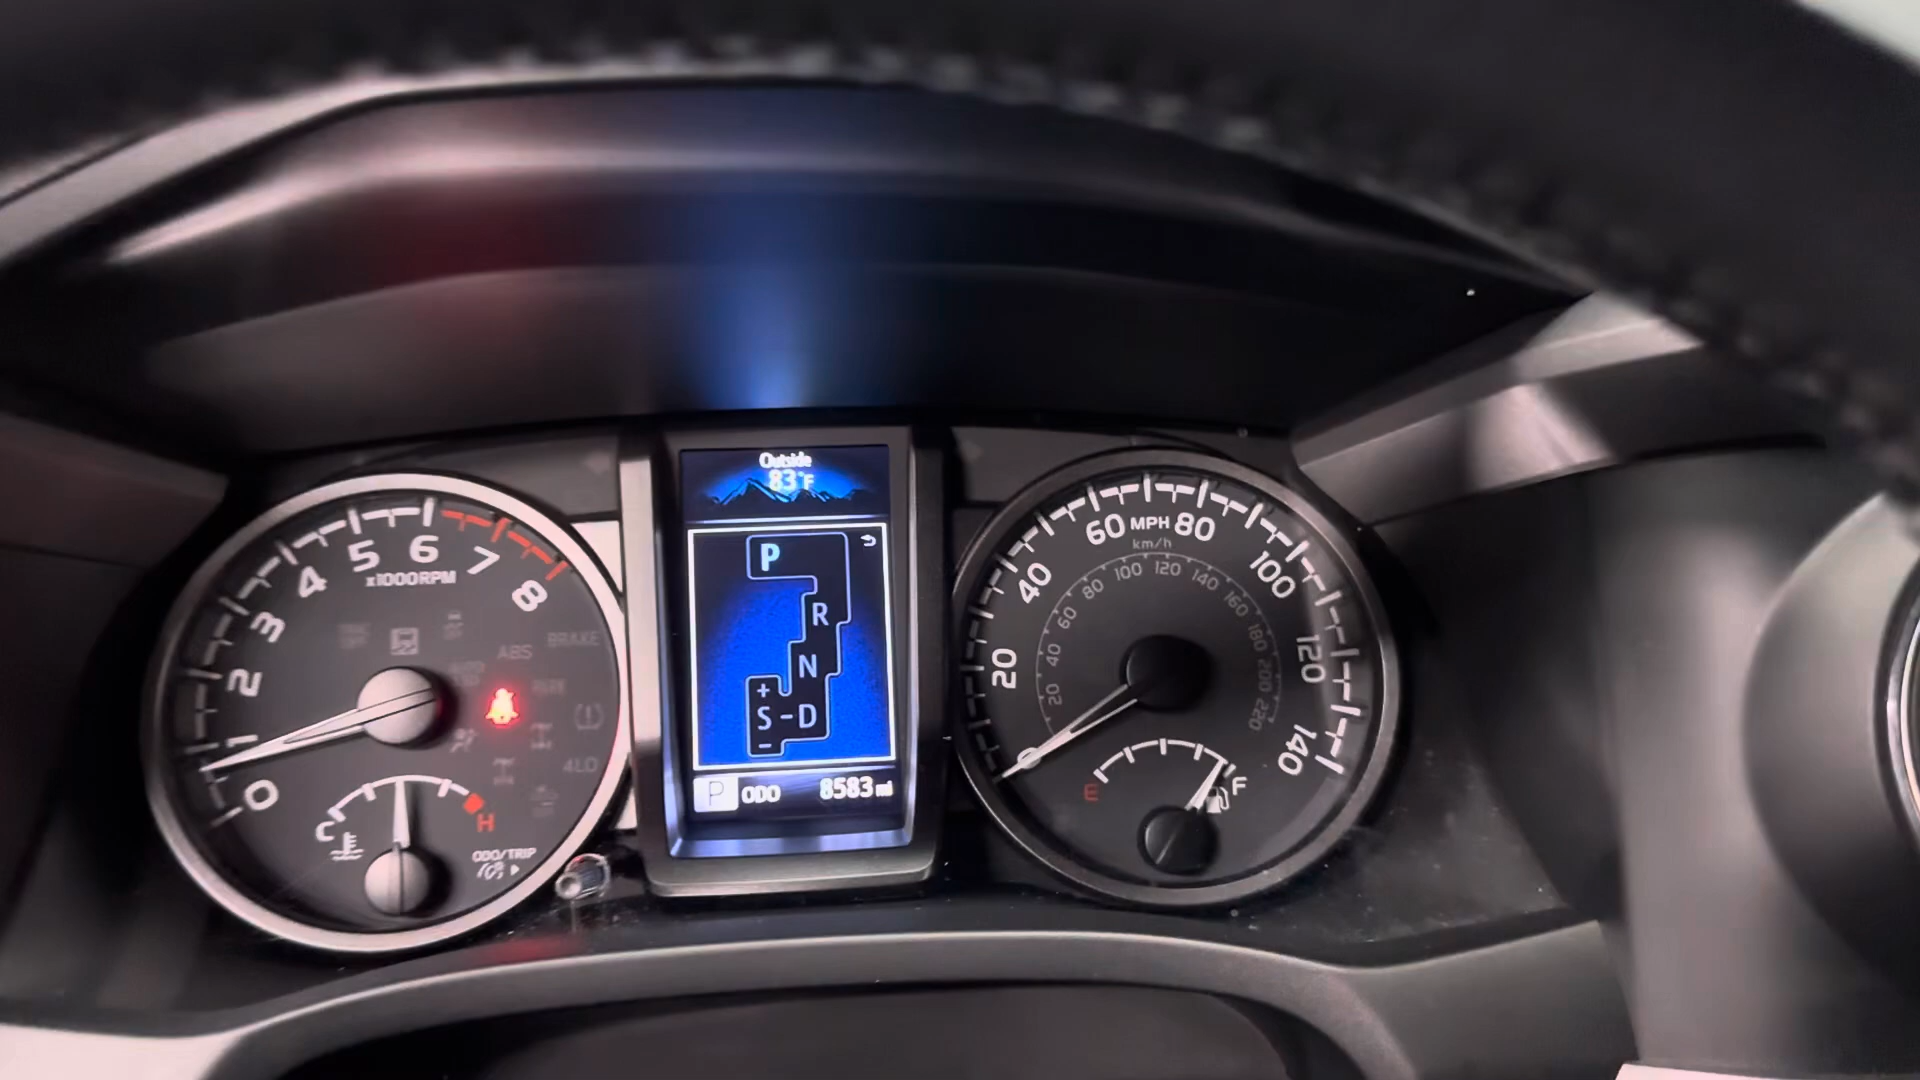 Outside
83°F
P
R
N
+
S-D
-
P ODO 8583 mi
0
1
2
3
4
5
6
7
8
x1000RPM
ABS
BRAKE
4LO
C
H
ODO/TRIP
0
20
40
60
MPH
80
100
120
140
km/h
20
40
60
80
100
120
140
160
180
200
220
E
F